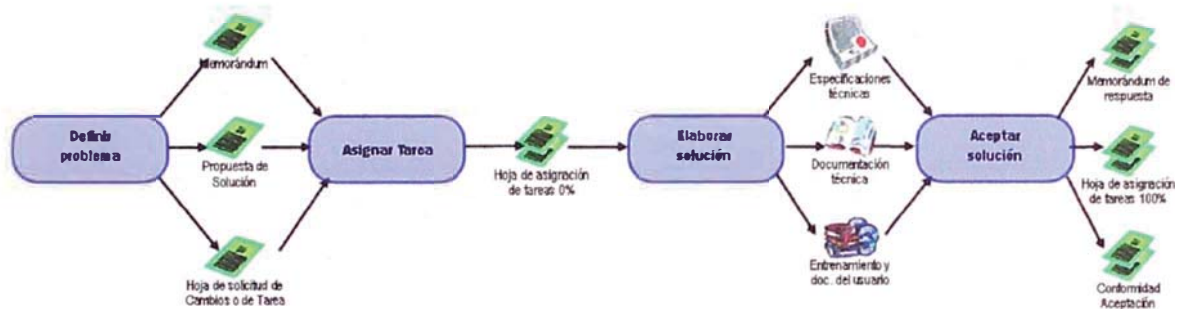 Definir
problema
Memorándum
Propuesta de
Solución
Hoja de solicitud de
Cambios o de Tarea
Asignar Tarea
Hoja de asignación
de tareas 0%
Elaborar
solución
Especificaciones
técnicas
Documentación
técnica
Entrenamiento y
doc. del usuario
Aceptar
solución
Memorándum de
respuesta
Hoja de asignación
de tareas 100%
Conformidad
Aceptación